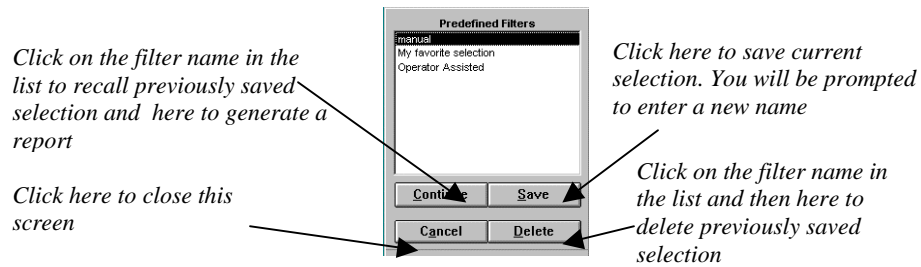 Predefined Filters
manual
My favorite selection
Operator Assisted
Continue
Save
Cancel
Delete
Click on the filter name in the
list to recall previously saved
selection and here to generate a
report
Click here to close this
screen
Click here to save current
selection. You will be prompted
to enter a new name
Click on the filter name in
the list and then here to
delete previously saved
selection